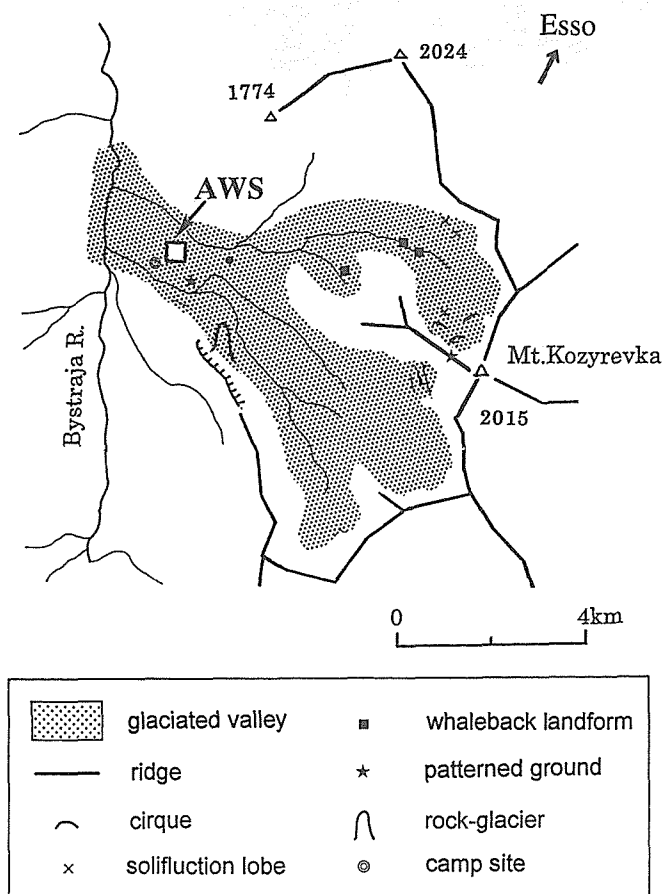 Esso
2024
1774
AWS
Bystraja R.
Mt.Kozyrevka
2015
0 4km
glaciated valley
whaleback landform
ridge
patterned ground
cirque
rock-glacier
solifluction lobe
camp site